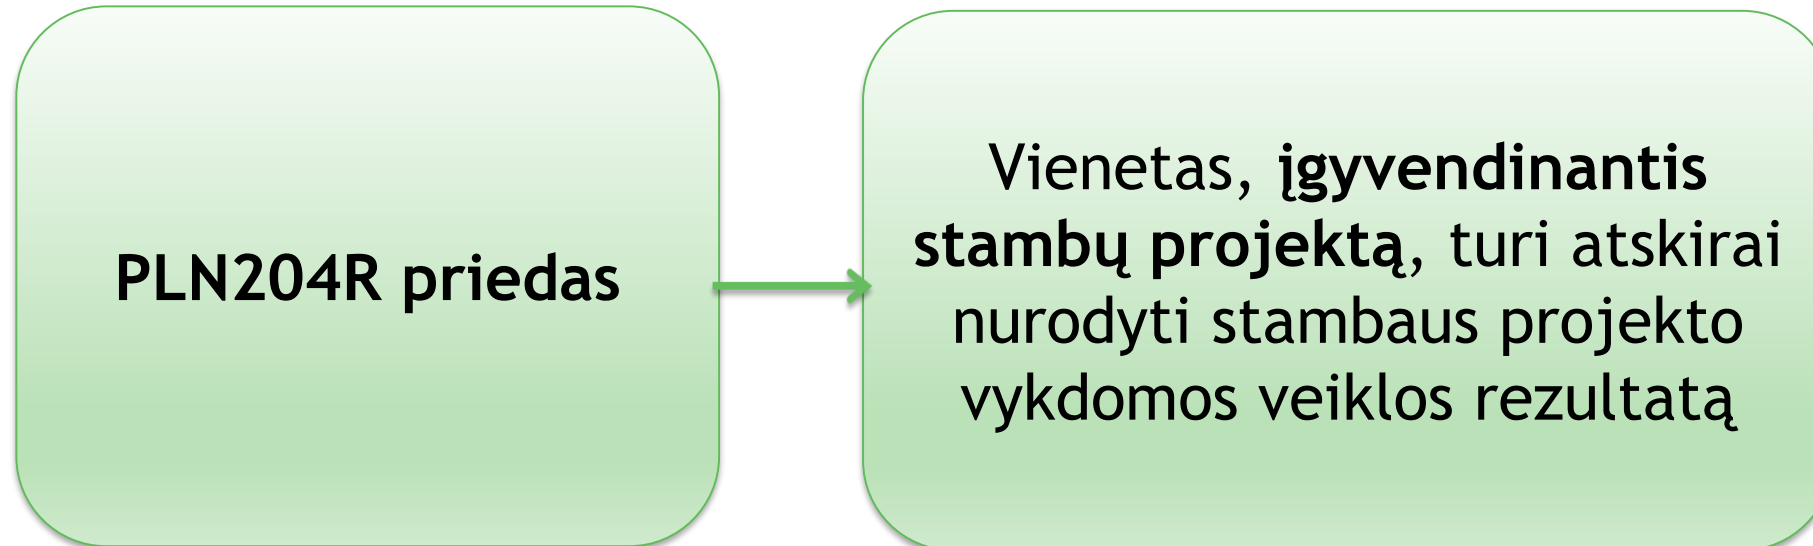 PLN204R priedas
Vienetas, įgyvendinantis
stambų projektą, turi atskirai
nurodyti stambaus projekto
vykdomos veiklos rezultatą